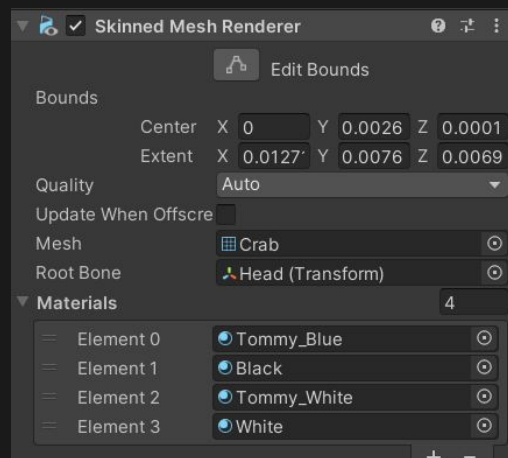 Skinned Mesh Renderer
Edit Bounds
Bounds
Center X 0 Y 0.0026 Z 0.0001
Extent X 0.0127 Y 0.0076 Z 0.0069
Quality Auto
Update When Offscre
Mesh Crab
Root Bone Head (Transform)
Materials 4
Element 0 Tommy_Blue
Element 1 Black
Element 2 Tommy_White
Element 3 White